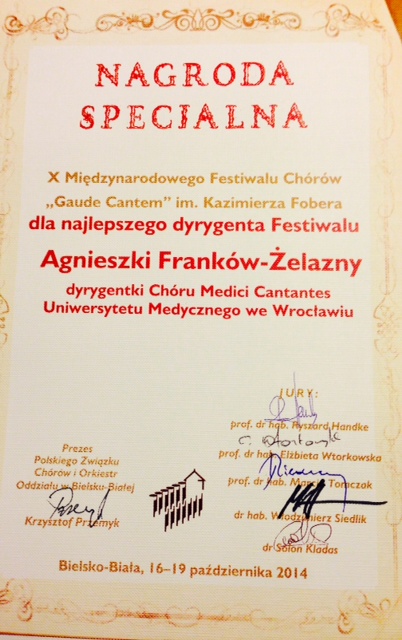 NAGRODA
SPECJALNA
X Międzynarodowego Festiwalu Chórów
„Gaude Cantem” im. Kazimierza Fobera
dla najlepszego dyrygenta Festiwalu
Agnieszki Franków-Żelazny
dyrygentki Chóru Medici Cantantes
Uniwersytetu Medycznego we Wrocławiu
JURY:
prof. dr hab. Ryszard Handke
prof. dr hab. Elżbieta Wtorkowska
prof. dr hab. Marcin Tomczak
dr hab. Włodzimierz Siedlik
dr Solon Kladas
Prezes
Polskiego Związku
Chórów i Orkiestr
Oddziału w Bielsku-Białej
Krzysztof Przemyk
Bielsko-Biała, 16–19 października 2014